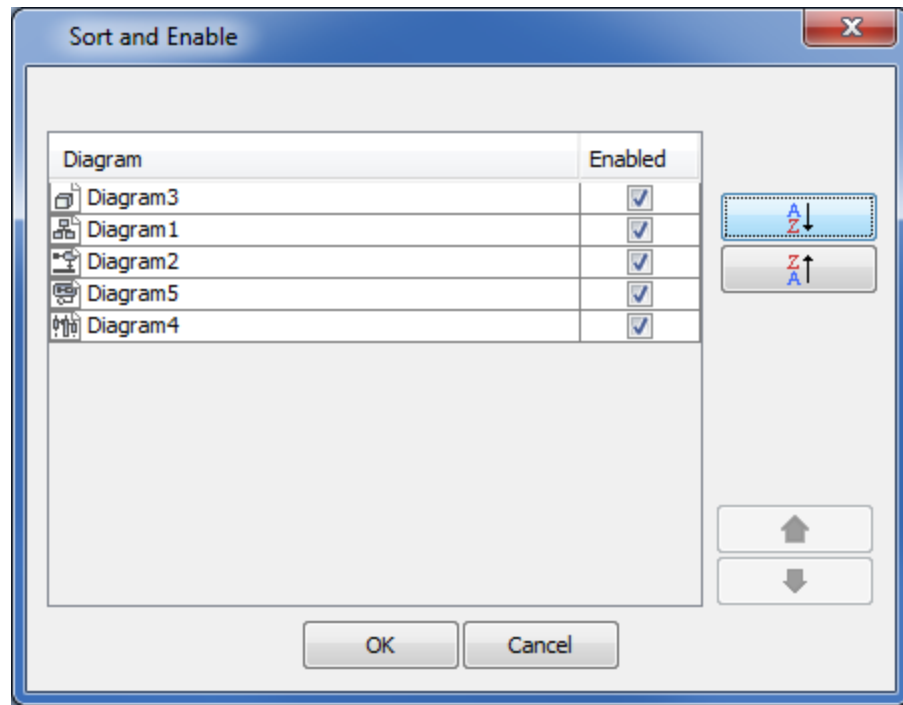 Sort and Enable
Diagram Enabled
Diagram3
Diagram1
Diagram2
Diagram5
Diagram4
A
Z
Z
A
OK Cancel